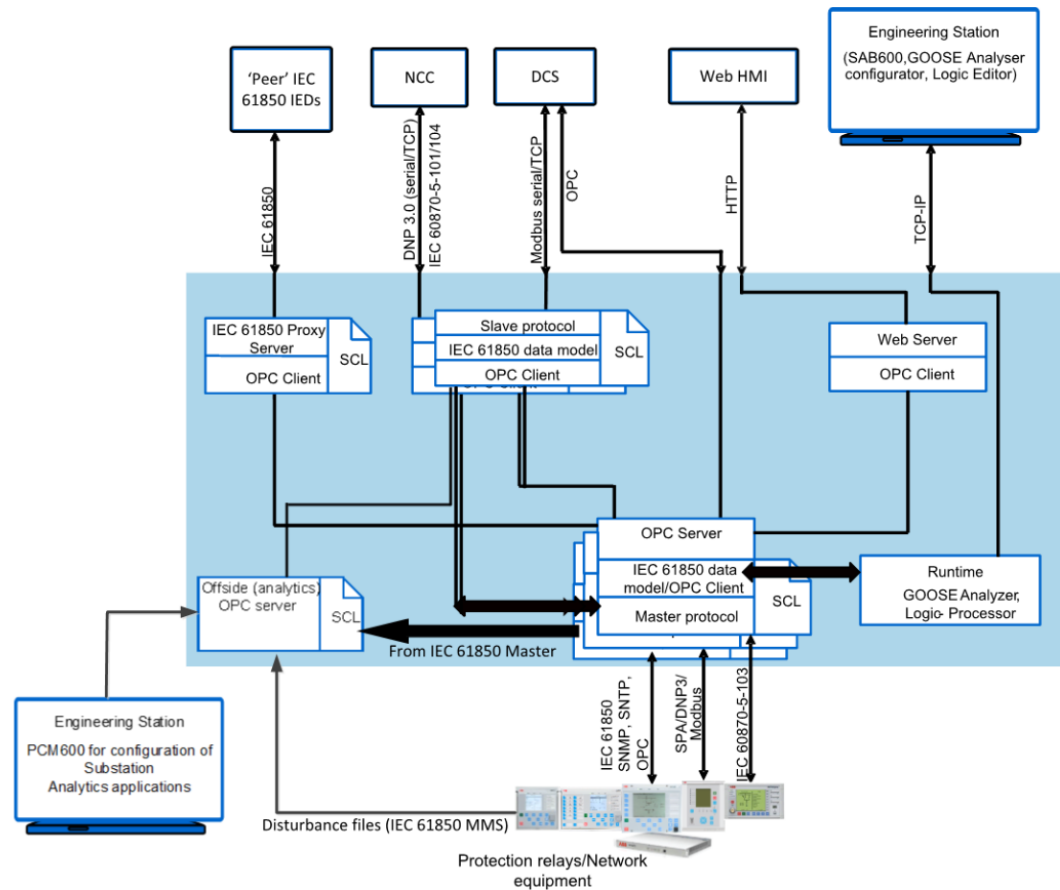 Engineering Station
(SAB600,GOOSE Analyser
configurator, Logic Editor)
'Peer' IEC
61850 IEDs
NCC
DCS
Web HMI
IEC 61850
DNP 3.0 (serial/TCP)
IEC 60870-5-101/104
Modbus serial/TCP
OPC
HTTP
TCP-IP
IEC 61850 Proxy
Server
OPC Client
SCL
Slave protocol
IEC 61850 data model
OPC Client
OPC Client
SCL
Web Server
OPC Client
OPC Server
IEC 61850 data
model/OPC Client
Master protocol
SCL
Runtime
GOOSE Analyzer,
Logio- Processor
Offside (analytics)
OPC server
SCL
From IEC 61850 Master
Engineering Station
PCM600 for configuration of
Substation
Analytics applications
IEC 61850
SNMP, SNTP,
OPC
SPA/DNP3/
Modbus
IEC 60870-5-103
Disturbance files (IEC 61850 MMS)
Protection relays/Network
equipment